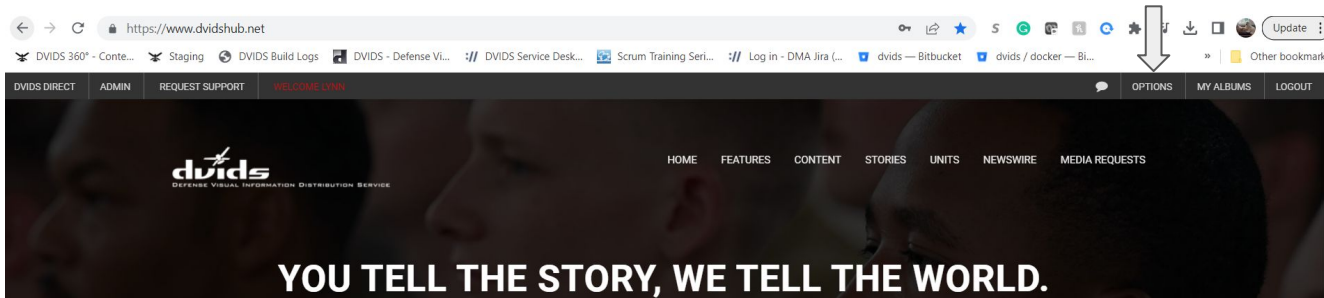 https://www.dvidshub.net
Update
DVIDS 360° - Conte... Staging DVIDS Build Logs DVIDS - Defense Vi... :// DVIDS Service Desk... Scrum Training Seri... :// Log in - DMA Jira (... dvids — Bitbucket dvids / docker — Bi... » Other bookmark
DVIDS DIRECT ADMIN REQUEST SUPPORT WELCOME LYNN OPTIONS MY ALBUMS LOGOUT
HOME FEATURES CONTENT STORIES UNITS NEWSWIRE MEDIA REQUESTS
dvids
DEFENSE VISUAL INFORMATION DISTRIBUTION SERVICE
YOU TELL THE STORY, WE TELL THE WORLD.